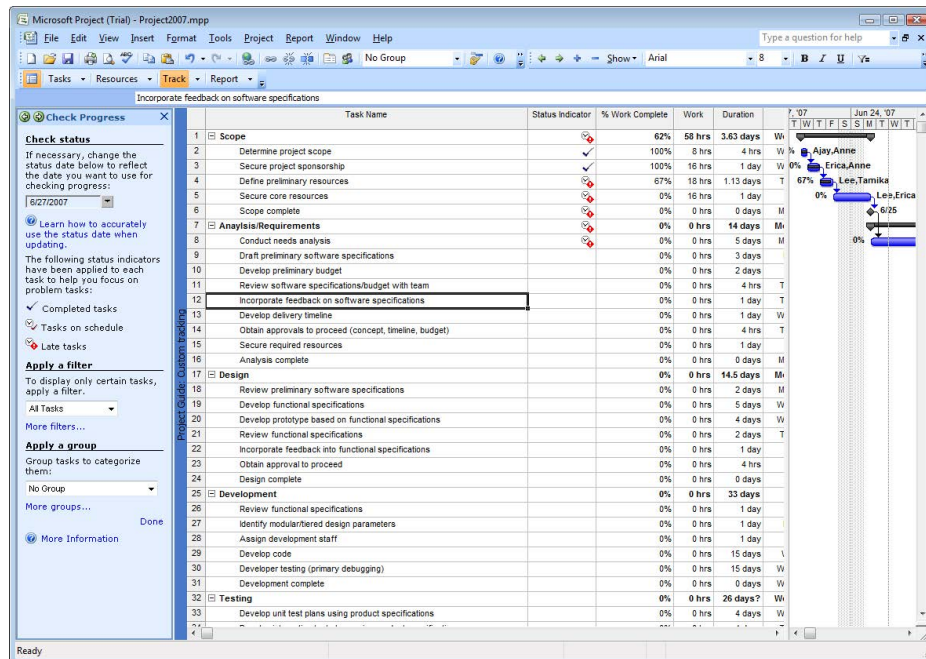 Microsoft Project (Trial) - Project2007.mpp
File Edit View Insert Format Tools Project Report Window Help
Type a question for help
No Group Show Arial 8 B I U
Tasks Resources Track Report
Incorporate feedback on software specifications
Check Progress
Check status
If necessary, change the
status date below to reflect
the date you want to use for
checking progress:
6/27/2007
Learn how to accurately
use the status date when
updating.
The following status indicators
have been applied to each
task to help you focus on
problem tasks:
Completed tasks
Tasks on schedule
Late tasks
Apply a filter
To display only certain tasks,
apply a filter.
All Tasks
More filters...
Apply a group
Group tasks to categorize
them:
No Group
More groups...
Done
More Information
Project Guide: Custom tracking
Task Name Status Indicator % Work Complete Work Duration
1 Scope 62% 58 hrs 3.63 days W
2 Determine project scope 100% 8 hrs 4 hrs W
3 Secure project sponsorship 100% 16 hrs 1 day W
4 Define preliminary resources 67% 18 hrs 1.13 days T
5 Secure core resources 0% 16 hrs 1 day
6 Scope complete 0% 0 hrs 0 days M
7 Anaylsis/Requirements 0% 0 hrs 14 days M
8 Conduct needs analysis 0% 0 hrs 5 days M
9 Draft preliminary software specifications 0% 0 hrs 3 days
10 Develop preliminary budget 0% 0 hrs 2 days
11 Review software specifications/budget with team 0% 0 hrs 4 hrs T
12 Incorporate feedback on software specifications 0% 0 hrs 1 day T
13 Develop delivery timeline 0% 0 hrs 1 day W
14 Obtain approvals to proceed (concept, timeline, budget) 0% 0 hrs 4 hrs T
15 Secure required resources 0% 0 hrs 1 day
16 Analysis complete 0% 0 hrs 0 days M
17 Design 0% 0 hrs 14.5 days M
18 Review preliminary software specifications 0% 0 hrs 2 days M
19 Develop functional specifications 0% 0 hrs 5 days W
20 Develop prototype based on functional specifications 0% 0 hrs 4 days W
21 Review functional specifications 0% 0 hrs 2 days T
22 Incorporate feedback into functional specifications 0% 0 hrs 1 day
23 Obtain approval to proceed 0% 0 hrs 4 hrs
24 Design complete 0% 0 hrs 0 days
25 Development 0% 0 hrs 33 days
26 Review functional specifications 0% 0 hrs 1 day
27 Identify modular/tiered design parameters 0% 0 hrs 1 day
28 Assign development staff 0% 0 hrs 1 day
29 Develop code 0% 0 hrs 15 days
30 Developer testing (primary debugging) 0% 0 hrs 15 days W
31 Development complete 0% 0 hrs 0 days W
32 Testing 0% 0 hrs 26 days? W
33 Develop unit test plans using product specifications 0% 0 hrs 4 days W
7, '07 Jun 24, '07
T W T F S S M T W T
% Ajay,Anne
0% Erica,Anne
67% Lee,Tamika
0% Lee,Erica
6/25
0%
Ready